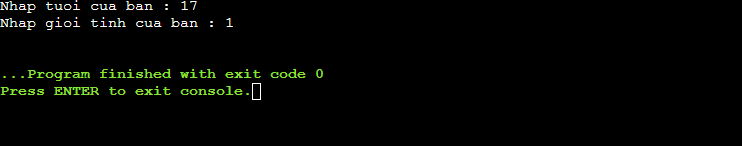 Nhap tuoi cua ban : 17
Nhap gioi tinh cua ban : 1
...Program finished with exit code 0
Press ENTER to exit console.